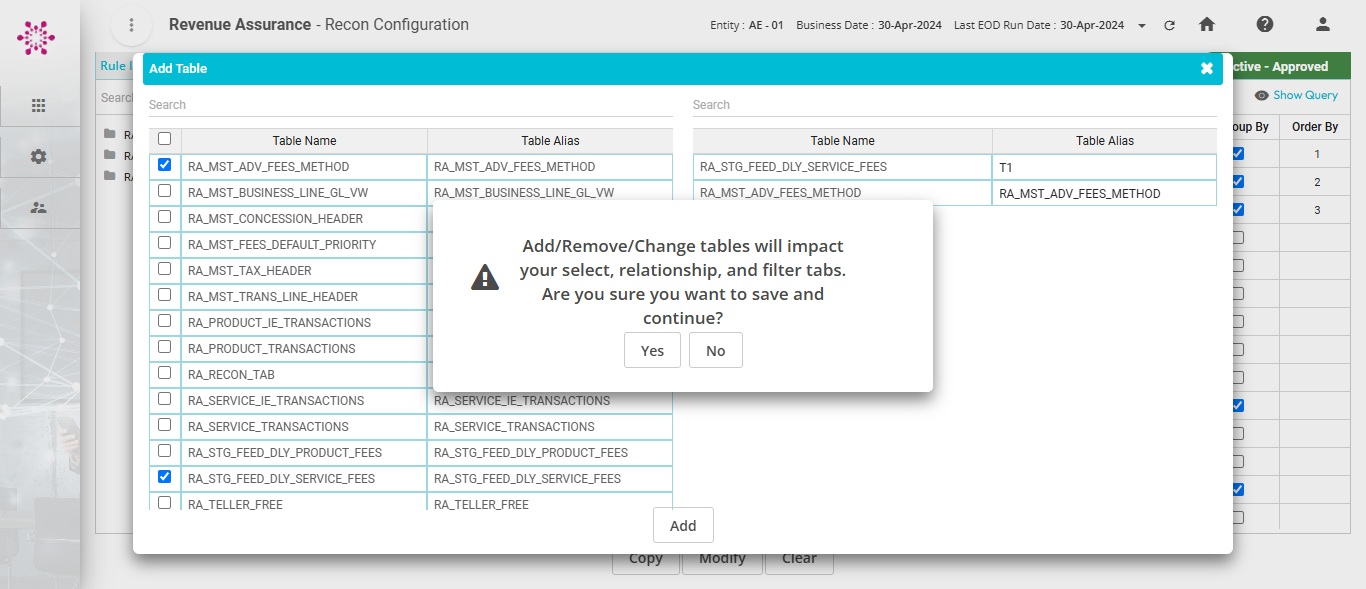 Revenue Assurance - Recon Configuration
Entity : AE - 01 Business Date : 30-Apr-2024 Last EOD Run Date : 30-Apr-2024
Rule
Add Table
ctive - Approved
Search
Search
Search
Show Query
Table Name Table Alias
Table Name Table Alias
oup By Order By
RA_MST_ADV_FEES_METHOD RA_MST_ADV_FEES_METHOD
RA_STG_FEED_DLY_SERVICE_FEES T1
1
RA_MST_BUSINESS_LINE_GL_VW RA_MST_BUSINESS_LINE_GL_VW
RA_MST_ADV_FEES_METHOD RA_MST_ADV_FEES_METHOD
2
RA_MST_CONCESSION_HEADER
3
RA_MST_FEES_DEFAULT_PRIORITY
RA_MST_TAX_HEADER
RA_MST_TRANS_LINE_HEADER
RA_PRODUCT_IE_TRANSACTIONS
RA_PRODUCT_TRANSACTIONS
RA_RECON_TAB
RA_SERVICE_IE_TRANSACTIONS RA_SERVICE_IE_TRANSACTIONS
RA_SERVICE_TRANSACTIONS RA_SERVICE_TRANSACTIONS
RA_STG_FEED_DLY_PRODUCT_FEES RA_STG_FEED_DLY_PRODUCT_FEES
RA_STG_FEED_DLY_SERVICE_FEES RA_STG_FEED_DLY_SERVICE_FEES
RA_TELLER_FREE RA_TELLER_FREE
Add/Remove/Change tables will impact
your select, relationship, and filter tabs.
Are you sure you want to save and
continue?
Yes No
Add
Copy Modify Clear